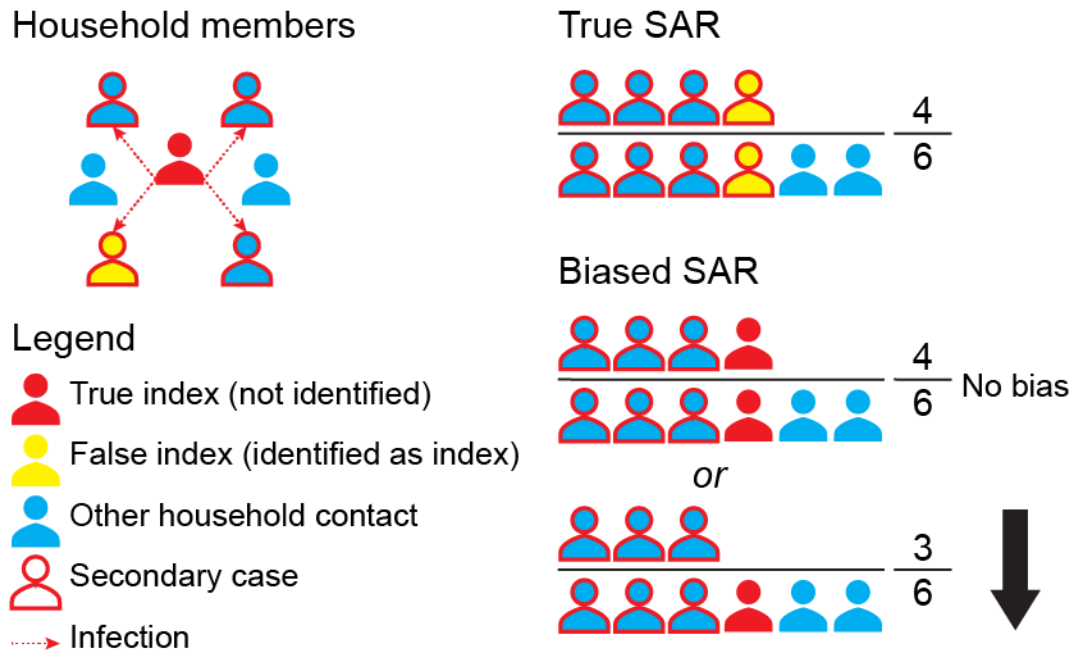 Household members
Legend
True index (not identified)
False index (identified as index)
Other household contact
Secondary case
Infection
True SAR
4
6
Biased SAR
4
6
No bias
or
3
6